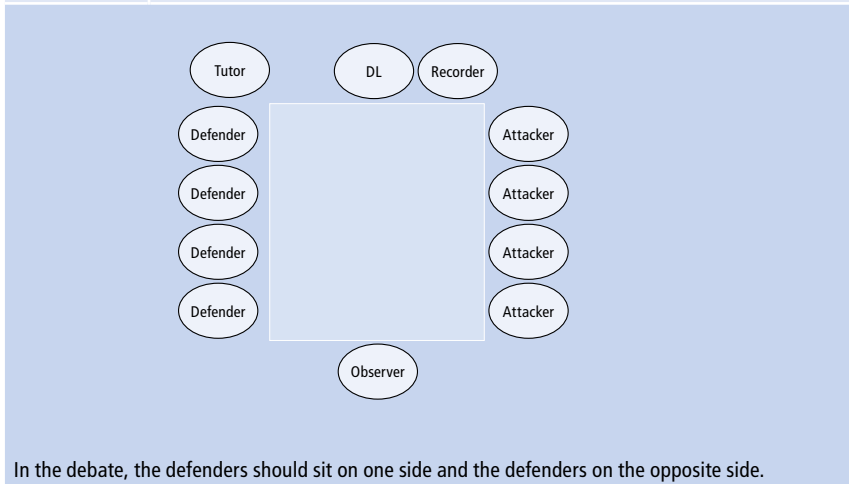 Tutor DL Recorder
Defender Attacker
Defender Attacker
Defender Attacker
Defender Attacker
Observer
In the debate, the defenders should sit on one side and the defenders on the opposite side.